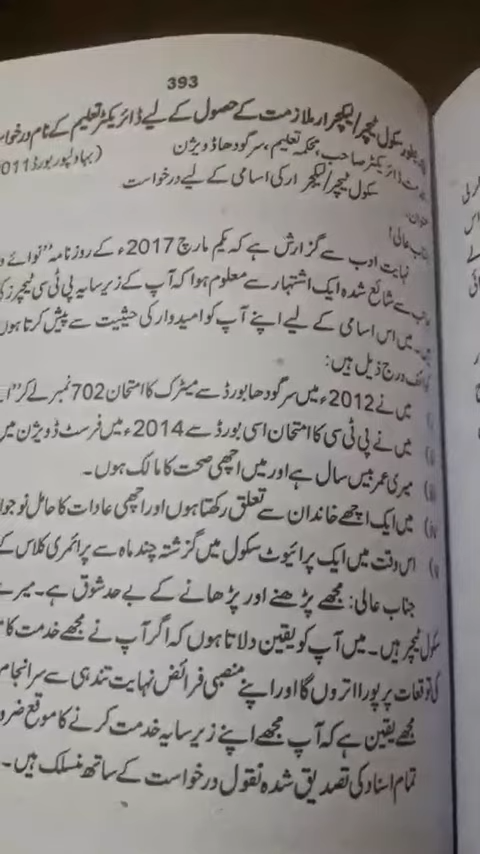 393
سکول ٹیچر/لیکچرار ملازمت کے حصول کے لیے ڈائریکٹر تعلیم کے نام
ڈائریکٹر صاحب، محکمہ تعلیم، سرگودھا ڈویژن (بہاولپور بورڈ
سکول ٹیچر/لیکچرار کی اسامی کے لیے درخواست
عالی!
نہایت ادب سے گزارش ہے کہ یکم مارچ 2017ء کے روزنامہ "نوائے
سے شائع شدہ ایک اشتہار سے معلوم ہوا کہ آپ کے زیر سایہ پی ٹی سی ٹیچرز
میں اس اسامی کے لیے اپنے آپ کو امیدوار کی حیثیت سے پیش کرتا ہوں
درج ذیل ہیں:
میں نے 2012ء میں سرگودھا بورڈ سے میٹرک کا امتحان 702 نمبر لے کر
میں نے پی ٹی سی کا امتحان اسی بورڈ سے 2014ء میں فرسٹ ڈویژن میں
میری عمر بیس سال ہے اور میں اچھی صحت کا مالک ہوں۔
میں ایک اچھے خاندان سے تعلق رکھتا ہوں اور اچھی عادات کا حامل
اس وقت میں ایک پرائیوٹ سکول میں گزشتہ چند ماہ سے پرائمری کلاس
جناب عالی: مجھے پڑھنے اور پڑھانے کے بے حد شوق ہے۔ میرے
سکول ٹیچر ہیں۔ میں آپ کو یقین دلاتا ہوں کہ اگر آپ نے مجھے خدمت کا
کی توقعات پر پورا اتروں گا اور اپنے منصبی فرائض نہایت تندہی سے سرانجام
مجھے یقین ہے کہ آپ مجھے اپنے زیر سایہ خدمت کرنے کا موقع
تمام اسناد کی تصدیق شدہ نقول درخواست کے ساتھ منسلک ہیں۔